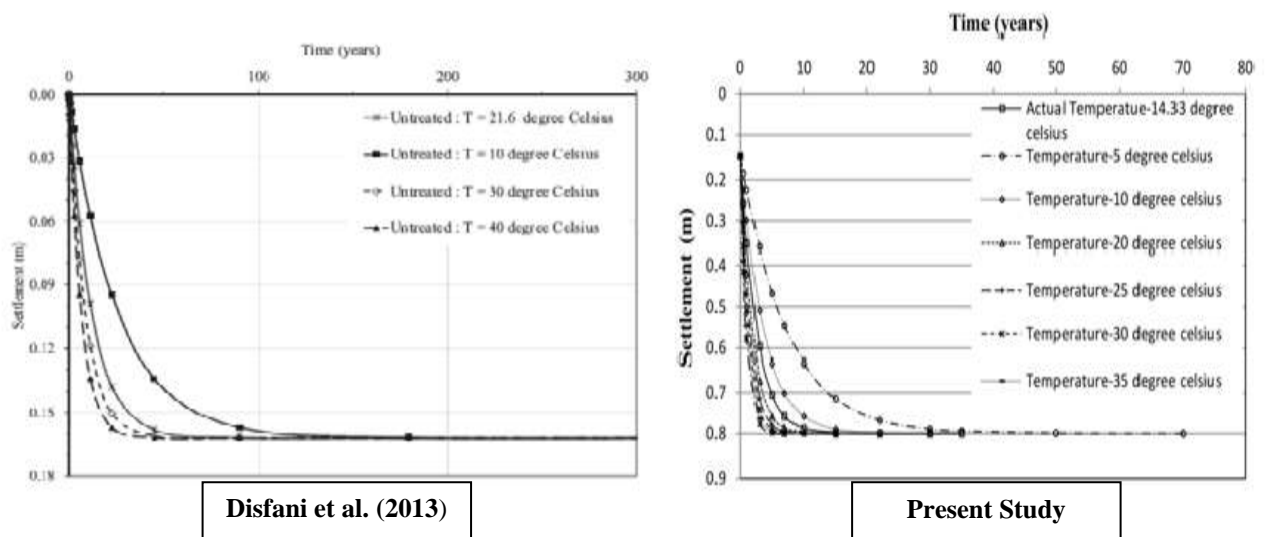 Time (years)
0 100 200 300
0.00
0.03
0.06
0.09
0.12
0.15
0.18
Settlement (m)
Untreated : T = 21.6 degree Celsius
Untreated : T = 10 degree Celsius
Untreated : T = 30 degree Celsius
Untreated : T = 40 degree Celsius
Disfani et al. (2013)
Time (years)
0 10 20 30 40 50 60 70 80
0
0.1
0.2
0.3
0.4
0.5
0.6
0.7
0.8
0.9
Settlement (m)
Actual Temperatue-14.33 degree
celsius
Temperature-5 degree celsius
Temperature-10 degree celsius
Temperature-20 degree celsius
Temperature-25 degree celsius
Temperature-30 degree celsius
Temperature-35 degree celsius
Present Study